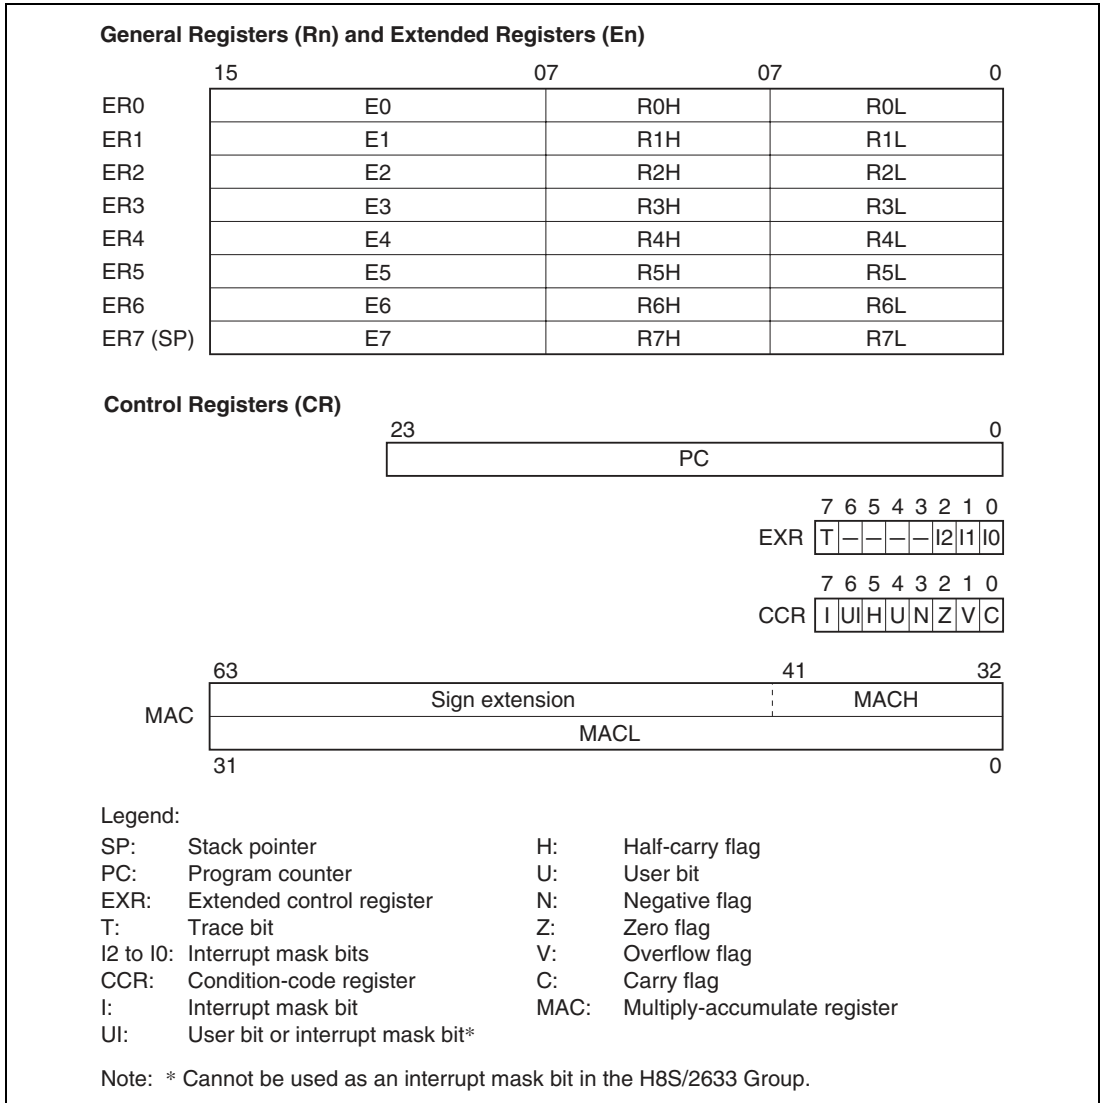 General Registers (Rn) and Extended Registers (En)
15 07 07 0
ER0 E0 R0H R0L
ER1 E1 R1H R1L
ER2 E2 R2H R2L
ER3 E3 R3H R3L
ER4 E4 R4H R4L
ER5 E5 R5H R5L
ER6 E6 R6H R6L
ER7 (SP) E7 R7H R7L
Control Registers (CR)
23 0
PC
7 6 5 4 3 2 1 0
EXR T — — — — I2 I1 I0
7 6 5 4 3 2 1 0
CCR I UI H U N Z V C
63 41 32
Sign extension MACH
MAC
MACL
31 0
Legend:
SP: Stack pointer H: Half-carry flag
PC: Program counter U: User bit
EXR: Extended control register N: Negative flag
T: Trace bit Z: Zero flag
I2 to I0: Interrupt mask bits V: Overflow flag
CCR: Condition-code register C: Carry flag
I: Interrupt mask bit MAC: Multiply-accumulate register
UI: User bit or interrupt mask bit*
Note: * Cannot be used as an interrupt mask bit in the H8S/2633 Group.